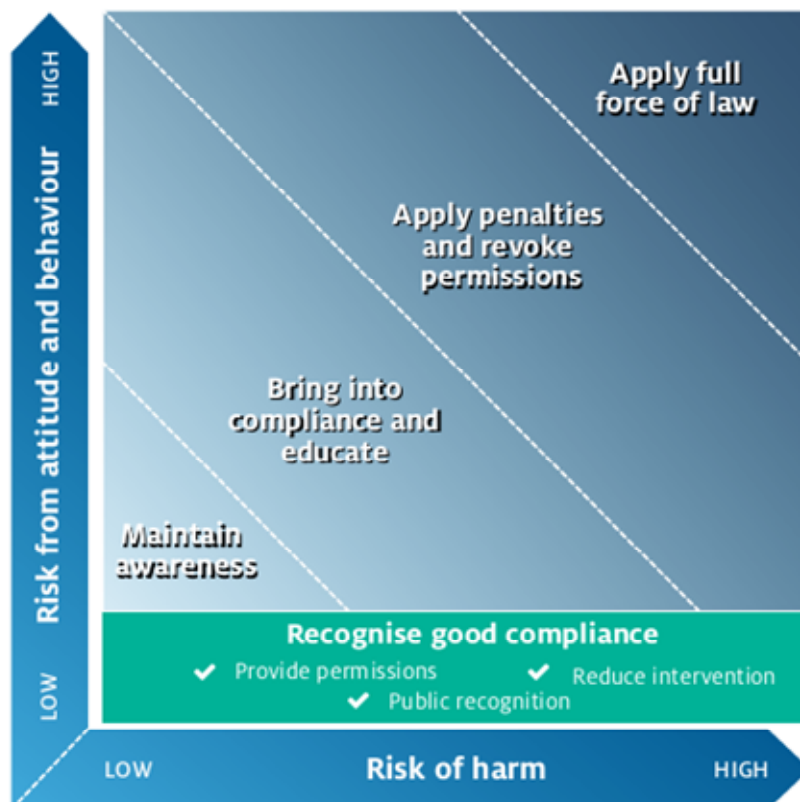 HIGH
Risk from attitude and behaviour
LOW
Apply full
force of law
Apply penalties
and revoke
permissions
Bring into
compliance and
educate
Maintain
awareness
Recognise good compliance
Provide permissions
Reduce intervention
Public recognition
LOW
Risk of harm
HIGH